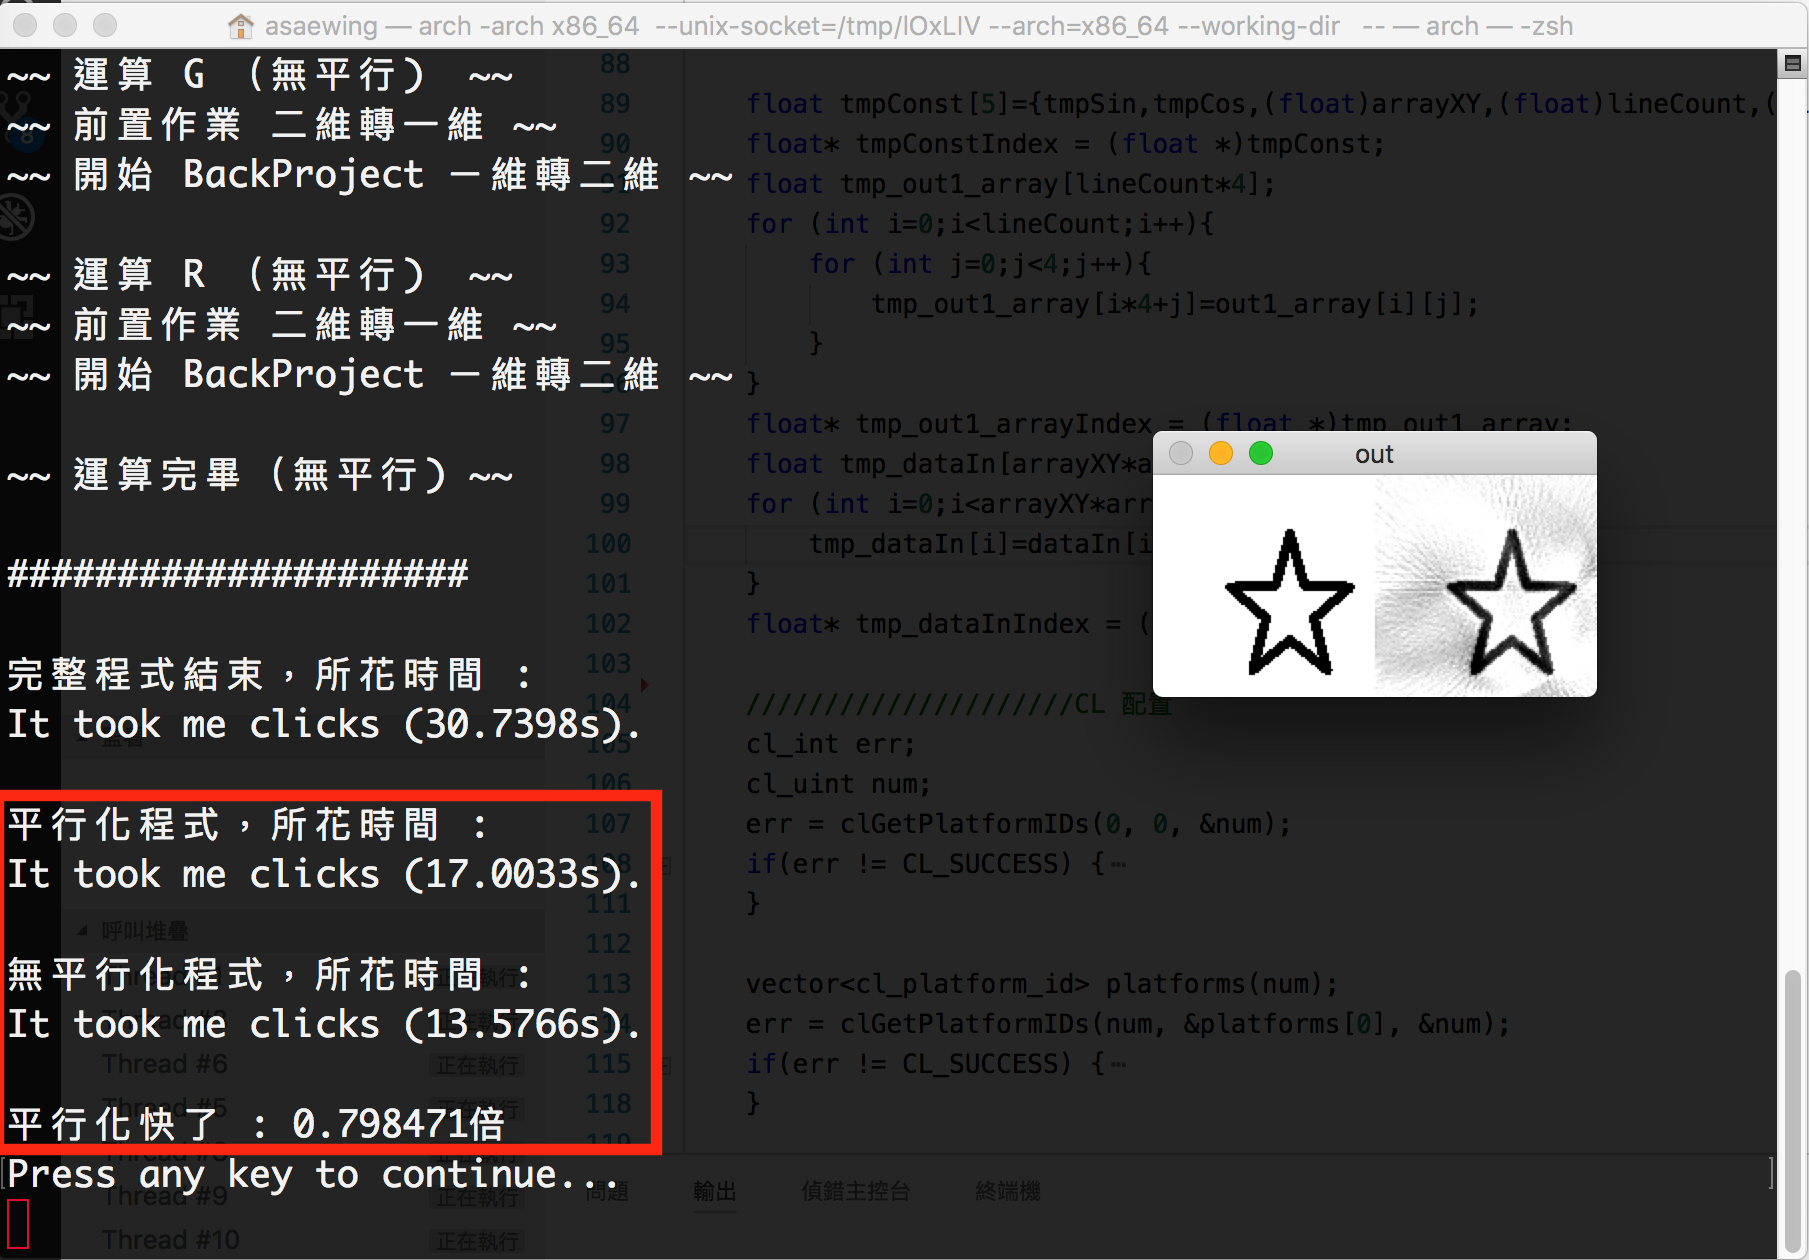 asaewing — arch -arch x86_64 --unix-socket=/tmp/lOxLIV --arch=x86_64 --working-dir -- — arch — -zsh
~~ 運算 G (無平行) ~~
~~ 前置作業 二維轉一維 ~~
~~ 開始 BackProject 一維轉二維 ~~
~~ 運算 R (無平行) ~~
~~ 前置作業 二維轉一維 ~~
~~ 開始 BackProject 一維轉二維 ~~
~~ 運算完畢 (無平行) ~~
#####################
完整程式結束，所花時間 :
It took me clicks (30.7398s).
平行化程式，所花時間 :
It took me clicks (17.0033s).
無平行化程式，所花時間 :
It took me clicks (13.5766s).
平行化快了 : 0.798471倍
Press any key to continue...
88
89 float tmpConst[5]={tmpSin,tmpCos,(float)arrayXY,(float)lineCount,(
90 float* tmpConstIndex = (float *)tmpConst;
float tmp_out1_array[lineCount*4];
92 for (int i=0;i<lineCount;i++){
93 for (int j=0;j<4;j++){
94 tmp_out1_array[i*4+j]=out1_array[i][j];
95 }
96 }
97 float* tmp_out1_arrayIndex = (float *)tmp_out1_array;
98 float tmp_dataIn[arrayXY*a
99 for (int i=0;i<arrayXY*arr
100 tmp_dataIn[i]=dataIn[i
101 }
102 float* tmp_dataInIndex = (
103
104 /////////////////////CL 配置
105 cl_int err;
106 cl_uint num;
107 err = clGetPlatformIDs(0, 0, &num);
108 if(err != CL_SUCCESS) {…
111 }
112
113 vector<cl_platform_id> platforms(num);
114 err = clGetPlatformIDs(num, &platforms[0], &num);
115 if(err != CL_SUCCESS) {…
118 }
119
out
呼叫堆疊
Thread #6 正在執行
Thread #5
Thread #9 正在執行
Thread #10 正在執行
問題 輸出 偵錯主控台 終端機